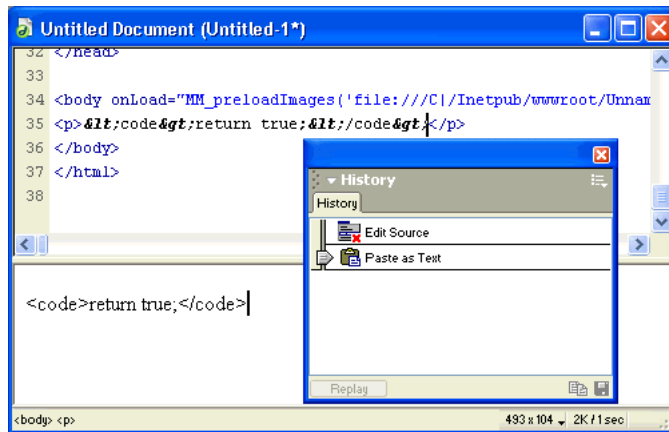 Untitled Document (Untitled-1*)
32 </head>
33
34 <body onLoad="MM_preloadImages('file:///C|/Inetpub/wwwroot/Unnam
35 <p>&lt;code&gt;return true;&lt;/code&gt;</p>
36 </body>
37 </html>
38
History
History
Edit Source
Paste as Text
Replay
<code>return true;</code>
<body> <p>
493 x 104 2K / 1 sec